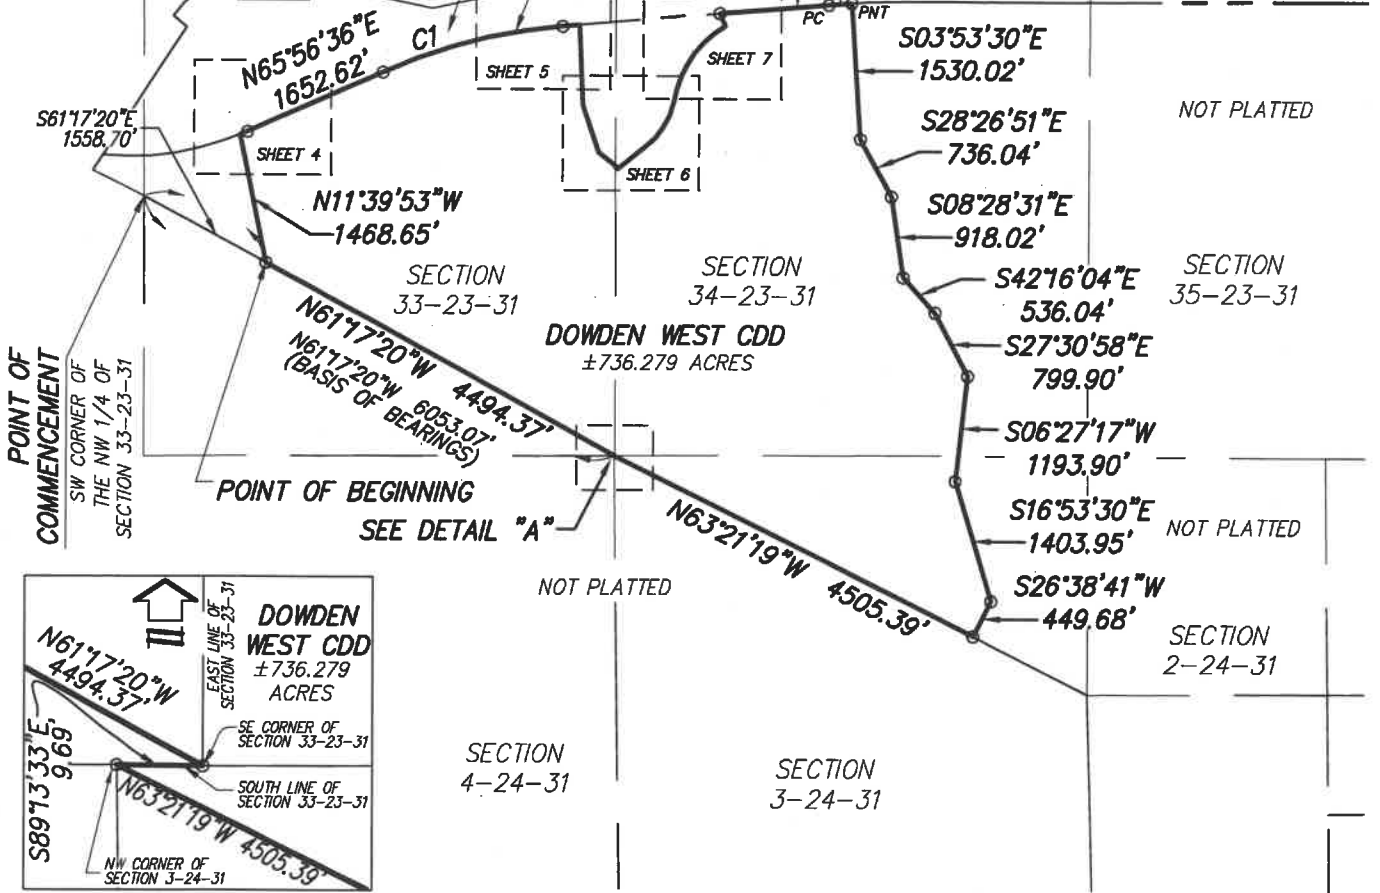 N65°56'36"E
1652.62'
C1
SHEET 5
SHEET 7
PC
PNT
S03°53'30"E
1530.02'
NOT PLATTED
S61°17'20"E
1558.70'
SHEET 4
SHEET 6
S28°26'51"E
736.04'
N11°39'53"W
1468.65'
S08°28'31"E
918.02'
SECTION
33-23-31
SECTION
34-23-31
S42°16'04"E
536.04'
SECTION
35-23-31
DOWDEN WEST CDD
±736.279 ACRES
S27°30'58"E
799.90'
N61°17'20"W 4494.37'
N61°17'20"W 6053.07'
(BASIS OF BEARINGS)
POINT OF
COMMENCEMENT
SW CORNER OF
THE NW 1/4 OF
SECTION 33-23-31
S06°27'17"W
1193.90'
POINT OF BEGINNING
SEE DETAIL "A"
N63°21'19"W 4505.39'
S16°53'30"E
1403.95'
NOT PLATTED
NOT PLATTED
S26°38'41"W
449.68'
SECTION
2-24-31
SECTION
4-24-31
SECTION
3-24-31
EAST LINE OF
SECTION 33-23-31
DOWDEN
WEST CDD
±736.279
ACRES
N61°17'20"W
4494.37'
S89°13'33"E
9.69'
SE CORNER OF
SECTION 33-23-31
SOUTH LINE OF
SECTION 33-23-31
N63°21'19"W 4505.39'
NW CORNER OF
SECTION 3-24-31